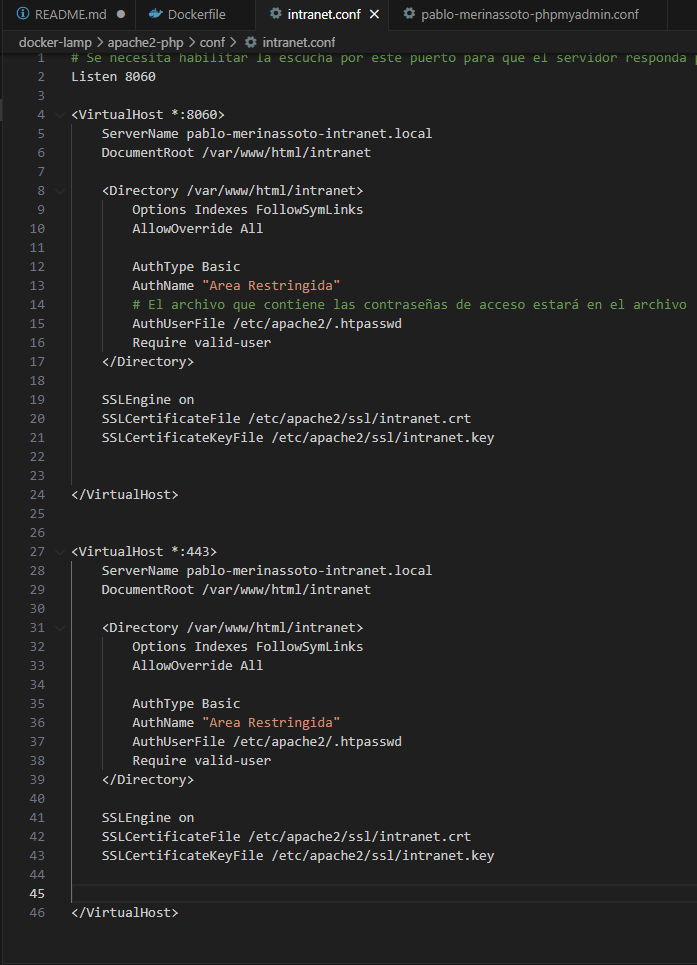 README.md Dockerfile intranet.conf pablo-merinassoto-phpmyadmin.conf
docker-lamp > apache2-php > conf > intranet.conf
1 # Se necesita habilitar la escucha por este puerto para que el servidor responda
2 Listen 8060
3
4 <VirtualHost *:8060>
5 ServerName pablo-merinassoto-intranet.local
6 DocumentRoot /var/www/html/intranet
7
8 <Directory /var/www/html/intranet>
9 Options Indexes FollowSymLinks
10 AllowOverride All
11
12 AuthType Basic
13 AuthName "Area Restringida"
14 # El archivo que contiene las contraseñas de acceso estará en el archivo
15 AuthUserFile /etc/apache2/.htpasswd
16 Require valid-user
17 </Directory>
18
19 SSLEngine on
20 SSLCertificateFile /etc/apache2/ssl/intranet.crt
21 SSLCertificateKeyFile /etc/apache2/ssl/intranet.key
22
23
24 </VirtualHost>
25
26
27 <VirtualHost *:443>
28 ServerName pablo-merinassoto-intranet.local
29 DocumentRoot /var/www/html/intranet
30
31 <Directory /var/www/html/intranet>
32 Options Indexes FollowSymLinks
33 AllowOverride All
34
35 AuthType Basic
36 AuthName "Area Restringida"
37 AuthUserFile /etc/apache2/.htpasswd
38 Require valid-user
39 </Directory>
40
41 SSLEngine on
42 SSLCertificateFile /etc/apache2/ssl/intranet.crt
43 SSLCertificateKeyFile /etc/apache2/ssl/intranet.key
44
45
46 </VirtualHost>